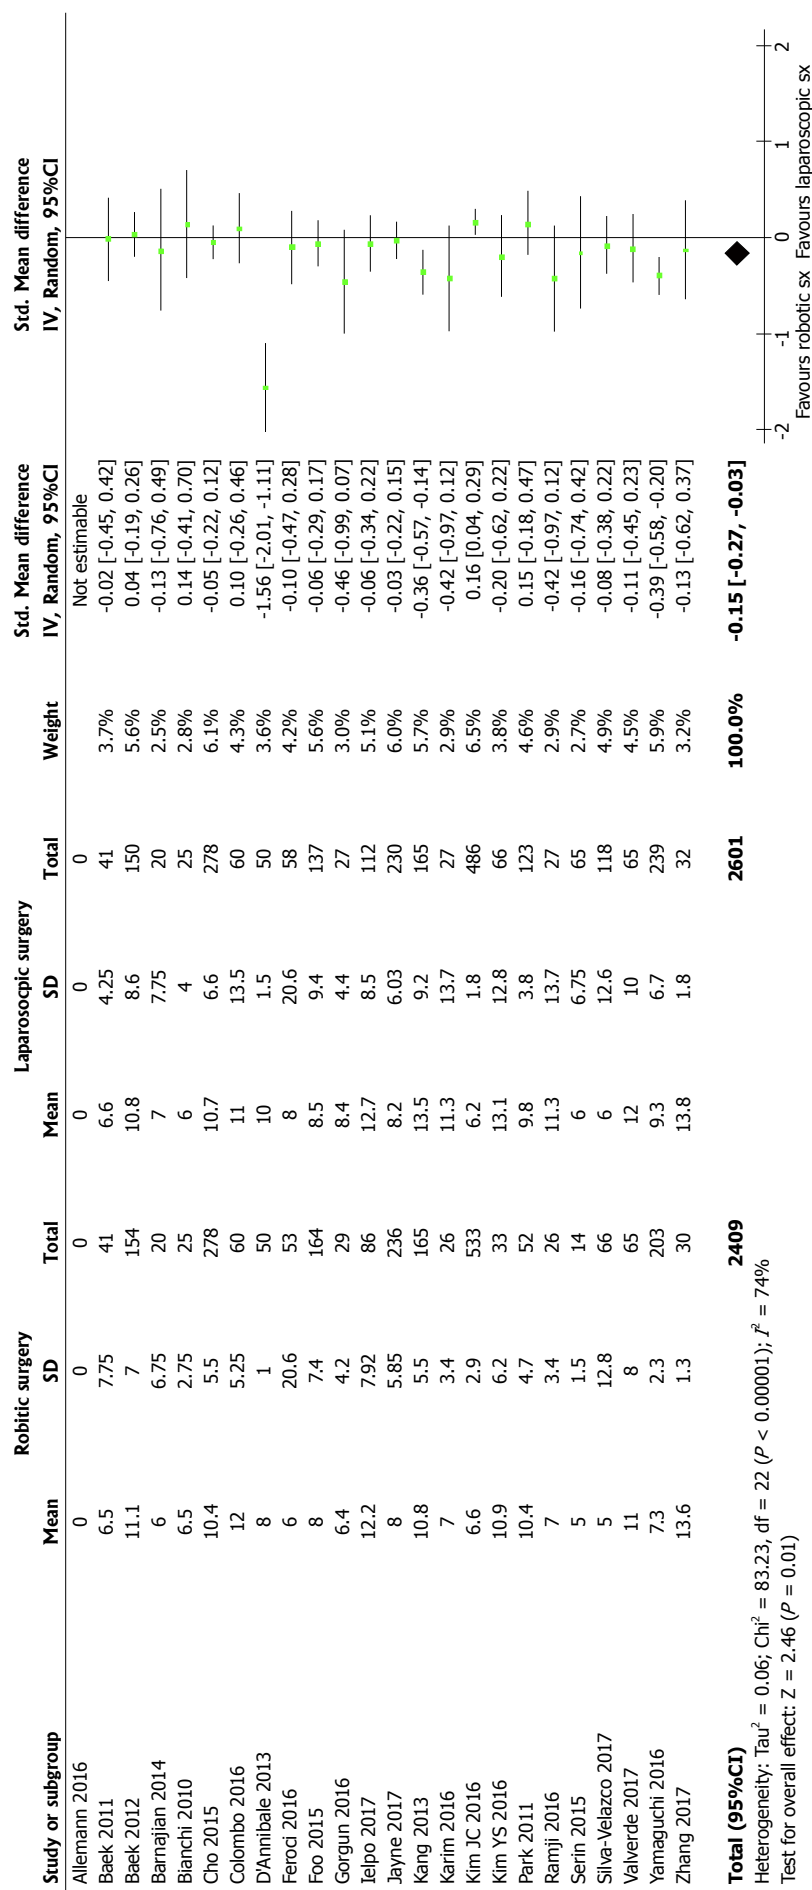 Robitic surgery Laparosocpic surgery Std. Mean difference Std. Mean difference
Study or subgroup Mean SD Total Mean SD Total Weight IV, Random, 95%CI IV, Random, 95%CI
Allemann 2016 0 0 0 0 0 0 Not estimable
Baek 2011 6.5 7.75 41 6.6 4.25 41 3.7% -0.02 [-0.45, 0.42]
Baek 2012 11.1 7 154 10.8 8.6 150 5.6% 0.04 [-0.19, 0.26]
Barnajian 2014 6 6.75 20 7 7.75 20 2.5% -0.13 [-0.76, 0.49]
Bianchi 2010 6.5 2.75 25 6 4 25 2.8% 0.14 [-0.41, 0.70]
Cho 2015 10.4 5.5 278 10.7 6.6 278 6.1% -0.05 [-0.22, 0.12]
Colombo 2016 12 5.25 60 11 13.5 60 4.3% 0.10 [-0.26, 0.46]
D'Annibale 2013 8 1 50 10 1.5 50 3.6% -1.56 [-2.01, -1.11]
Feroci 2016 6 20.6 53 8 20.6 58 4.2% -0.10 [-0.47, 0.28]
Foo 2015 8 7.4 164 8.5 9.4 137 5.6% -0.06 [-0.29, 0.17]
Gorgun 2016 6.4 4.2 29 8.4 4.4 27 3.0% -0.46 [-0.99, 0.07]
Ielpo 2017 12.2 7.92 86 12.7 8.5 112 5.1% -0.06 [-0.34, 0.22]
Jayne 2017 8 5.85 236 8.2 6.03 230 6.0% -0.03 [-0.22, 0.15]
Kang 2013 10.8 5.5 165 13.5 9.2 165 5.7% -0.36 [-0.57, -0.14]
Karim 2016 7 3.4 26 11.3 13.7 27 2.9% -0.42 [-0.97, 0.12]
Kim JC 2016 6.6 2.9 533 6.2 1.8 486 6.5% 0.16 [0.04, 0.29]
Kim YS 2016 10.9 6.2 33 13.1 12.8 66 3.8% -0.20 [-0.62, 0.22]
Park 2011 10.4 4.7 52 9.8 3.8 123 4.6% 0.15 [-0.18, 0.47]
Ramji 2016 7 3.4 26 11.3 13.7 27 2.9% -0.42 [-0.97, 0.12]
Serin 2015 5 1.5 14 6 6.75 65 2.7% -0.16 [-0.74, 0.42]
Silva-Velazco 2017 5 12.8 66 6 12.6 118 4.9% -0.08 [-0.38, 0.22]
Valverde 2017 11 8 65 12 10 65 4.5% -0.11 [-0.45, 0.23]
Yamaguchi 2016 7.3 2.3 203 9.3 6.7 239 5.9% -0.39 [-0.58, -0.20]
Zhang 2017 13.6 1.3 30 13.8 1.8 32 3.2% -0.13 [-0.62, 0.37]
Total (95%CI) 2409 2601 100.0% -0.15 [-0.27, -0.03]
Heterogeneity: Tau² = 0.06; Chi² = 83.23, df = 22 (P < 0.00001); I² = 74%
Test for overall effect: Z = 2.46 (P = 0.01)
-2 -1 0 1 2
Favours robotic sx Favours laparoscopic sx